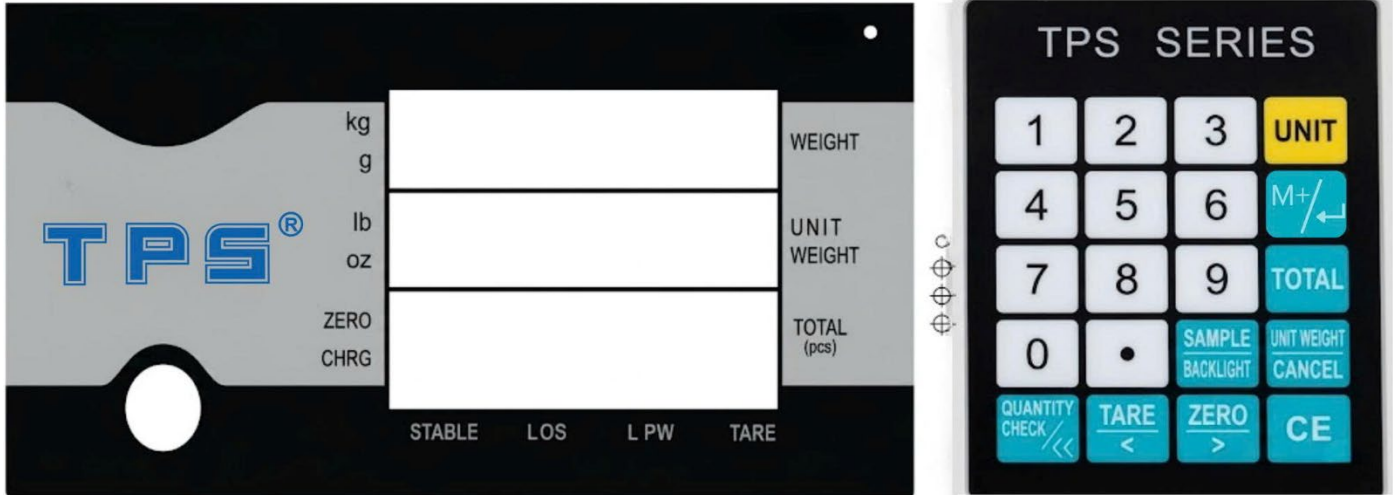 kg
g
TPS®
lb
oz
ZERO
CHRG
WEIGHT
UNIT
WEIGHT
TOTAL
(pcs)
STABLE LOS L PW TARE
TPS SERIES
1 2 3 UNIT
4 5 6 M+/↵
7 8 9 TOTAL
0 • SAMPLE
BACKLIGHT
UNIT WEIGHT
CANCEL
QUANTITY
CHECK/<<
TARE
<
ZERO
>
CE